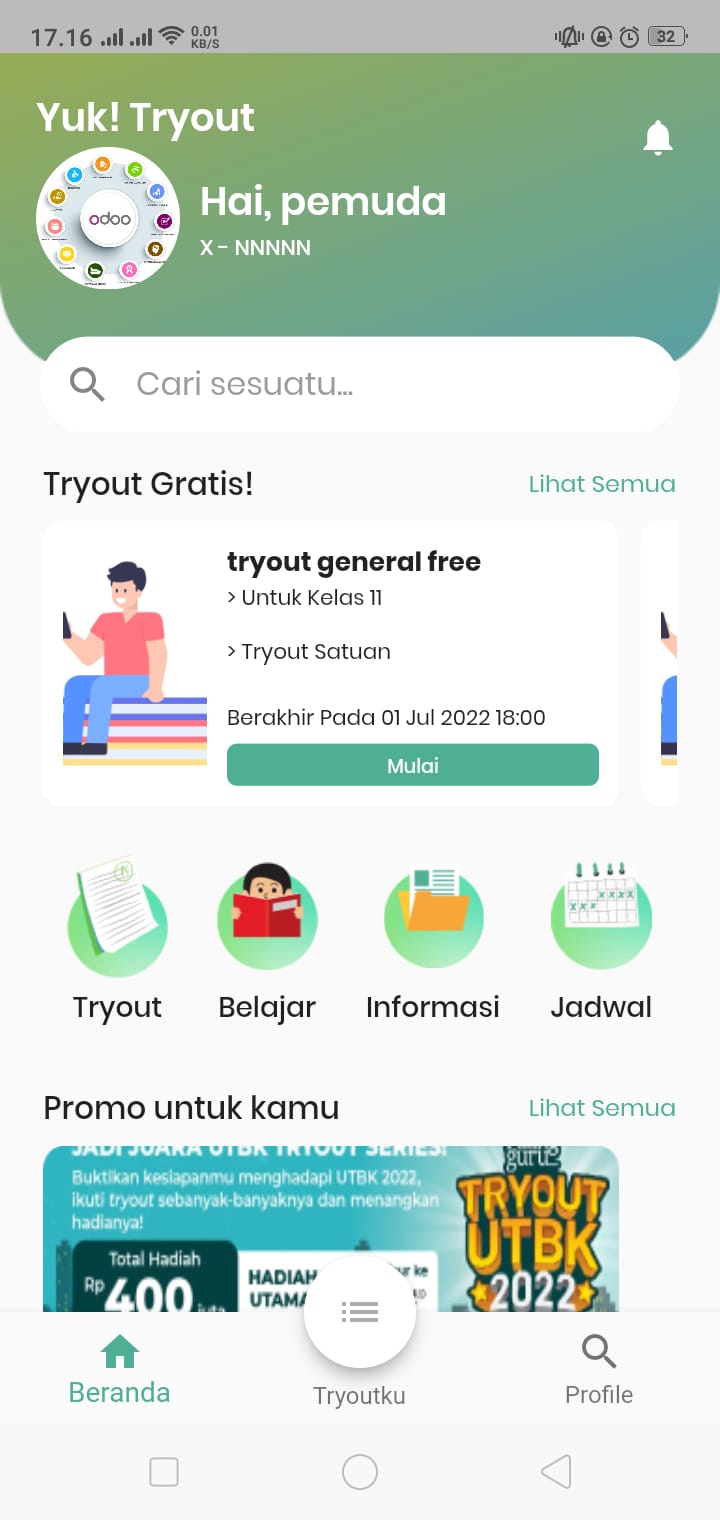 17.16
0.01
KB/S
32
Yuk! Tryout
odoo
Hai, pemuda
X - NNNNN
Cari sesuatu...
Tryout Gratis!
Lihat Semua
tryout general free
> Untuk Kelas 11
> Tryout Satuan
Berakhir Pada 01 Jul 2022 18:00
Mulai
Tryout
Belajar
Informasi
Jadwal
Promo untuk kamu
Lihat Semua
JADI JUARA UTBK TRYOUT SERIES!
Buktikan kesiapanmu menghadapi UTBK 2022,
ikuti tryout sebanyak-banyaknya dan menangkan
hadianya!
Total Hadiah
Rp 400 juta
HADIAH
UTAMA
ke
guru
TRYOUT
UTBK
2022
Beranda
Tryoutku
Profile